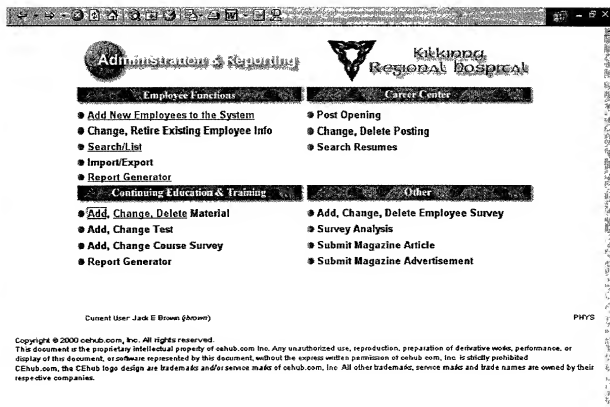 Administration & Reporting
Kilkinng
Regional Hospital
Employee Functions
Add New Employees to the System
Change, Retire Existing Employee Info
Search/List
Import/Export
Report Generator
Continuing Education & Training
Add, Change, Delete Material
Add, Change Test
Add, Change Course Survey
Report Generator
Career Center
Post Opening
Change, Delete Posting
Search Resumes
Other
Add, Change, Delete Employee Survey
Survey Analysis
Submit Magazine Article
Submit Magazine Advertisement
Current User Jack E Brown (jbrown)
PHYS
Copyright © 2000 cehub.com, Inc. All rights reserved.
This document is the proprietary intellectual property of cehub.com Inc. Any unauthorized use, reproduction, preparation of derivative works, performance, or
display of this document, or software represented by this document, without the express written permission of cehub com, Inc. is strictly prohibited
CEhub.com, the CEhub logo design are trademarks and/or service marks of cehub.com, Inc All other trademarks, service marks and trade names are owned by their
respective companies.